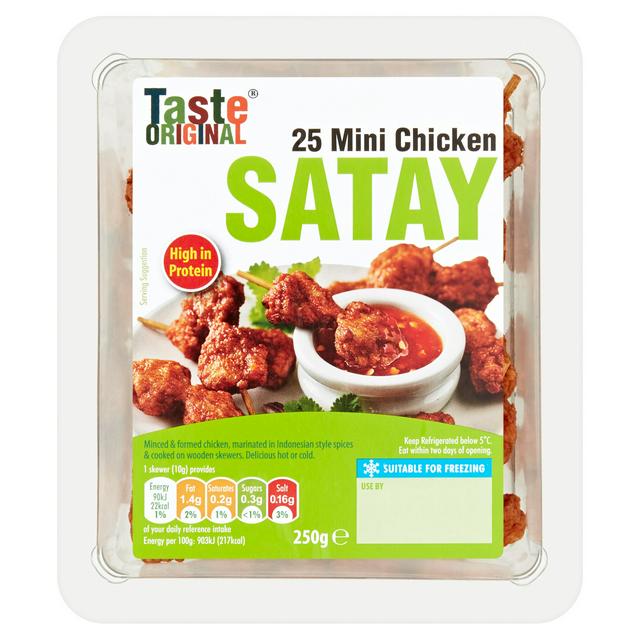 Taste®
ORIGINAL
25 Mini Chicken
SATAY
High in
Protein
Serving Suggestion
Minced & formed chicken, marinated in Indonesian style spices
& cooked on wooden skewers. Delicious hot or cold.
1 skewer (10g) provides
Energy
90kJ
22kcal
1%
Fat
1.4g
2%
Saturates
0.2g
1%
Sugars
0.3g
<1%
Salt
0.16g
3%
of your daily reference intake
Energy per 100g: 903kJ (217kcal)
250g ℮
Keep Refrigerated below 5°C.
Eat within two days of opening.
SUITABLE FOR FREEZING
USE BY